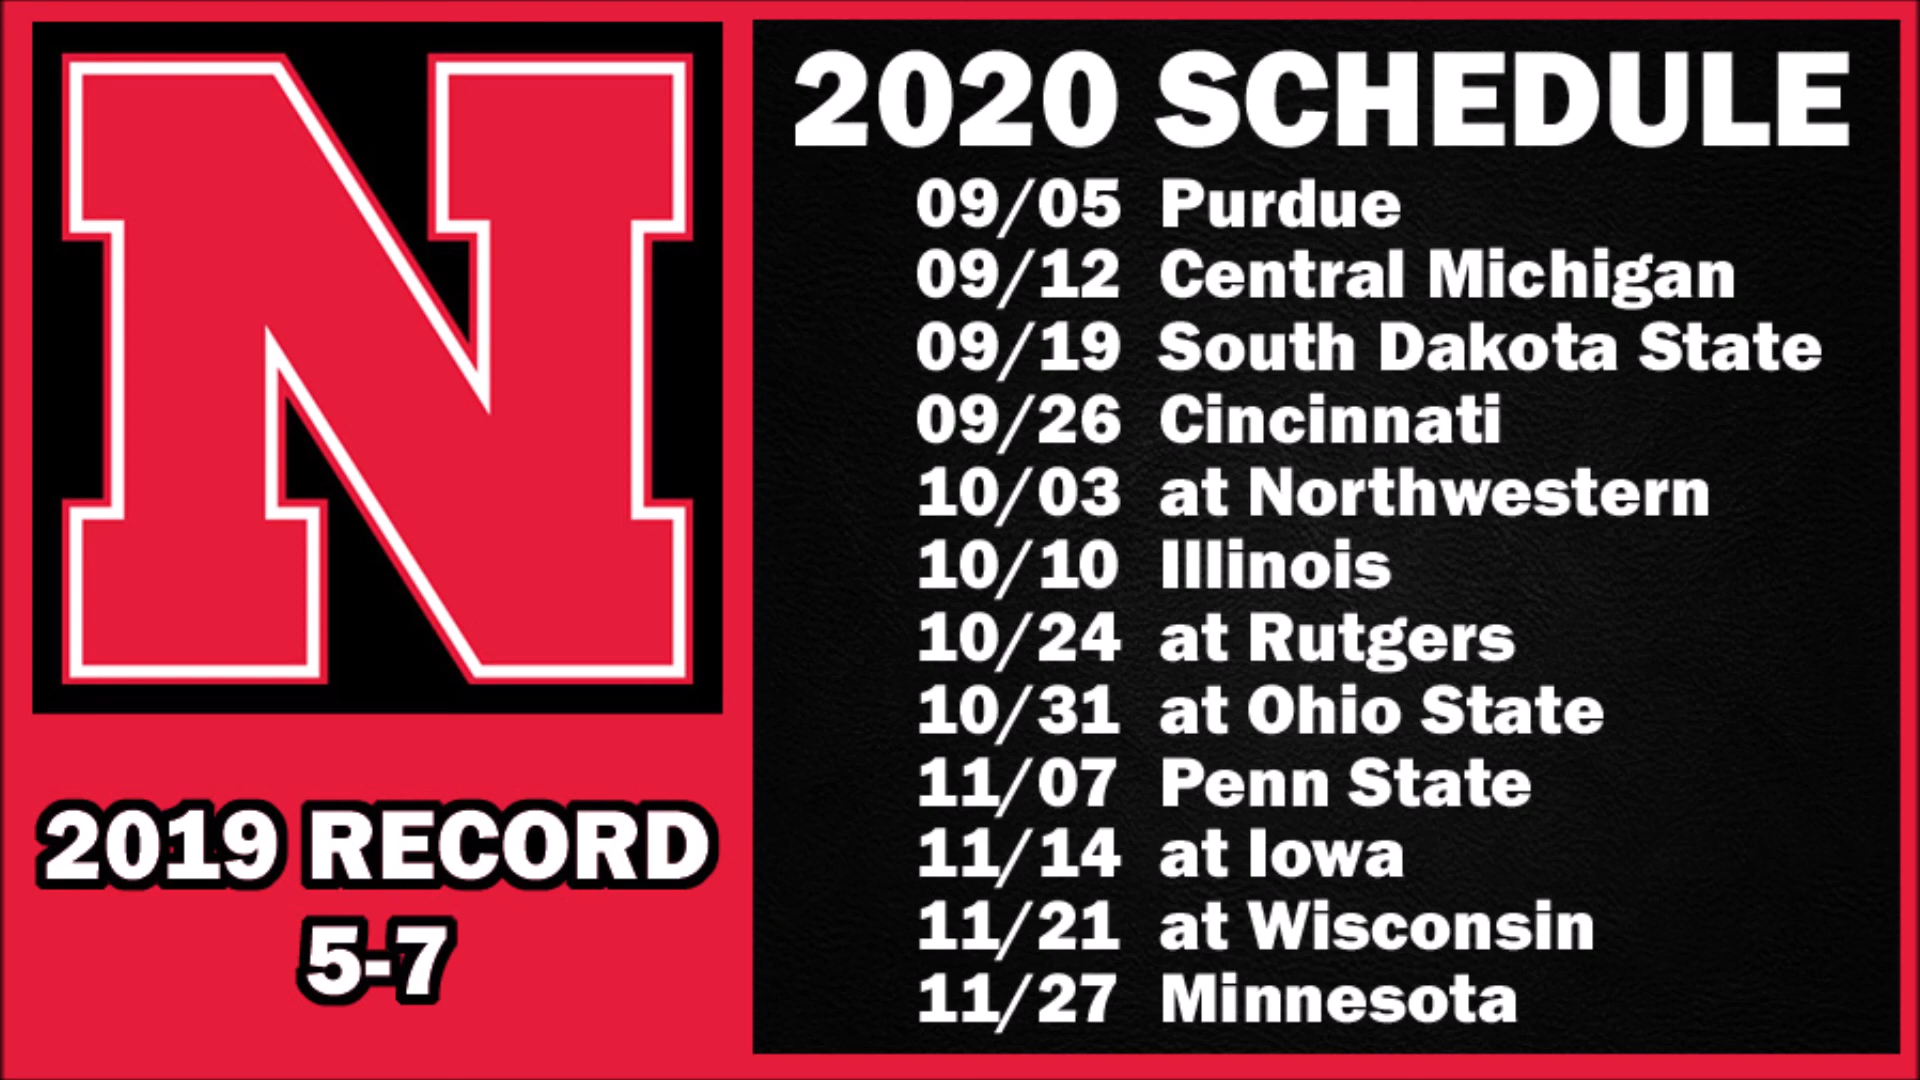 N
2019 RECORD
5-7
2020 SCHEDULE
09/05 Purdue
09/12 Central Michigan
09/19 South Dakota State
09/26 Cincinnati
10/03 at Northwestern
10/10 Illinois
10/24 at Rutgers
10/31 at Ohio State
11/07 Penn State
11/14 at Iowa
11/21 at Wisconsin
11/27 Minnesota